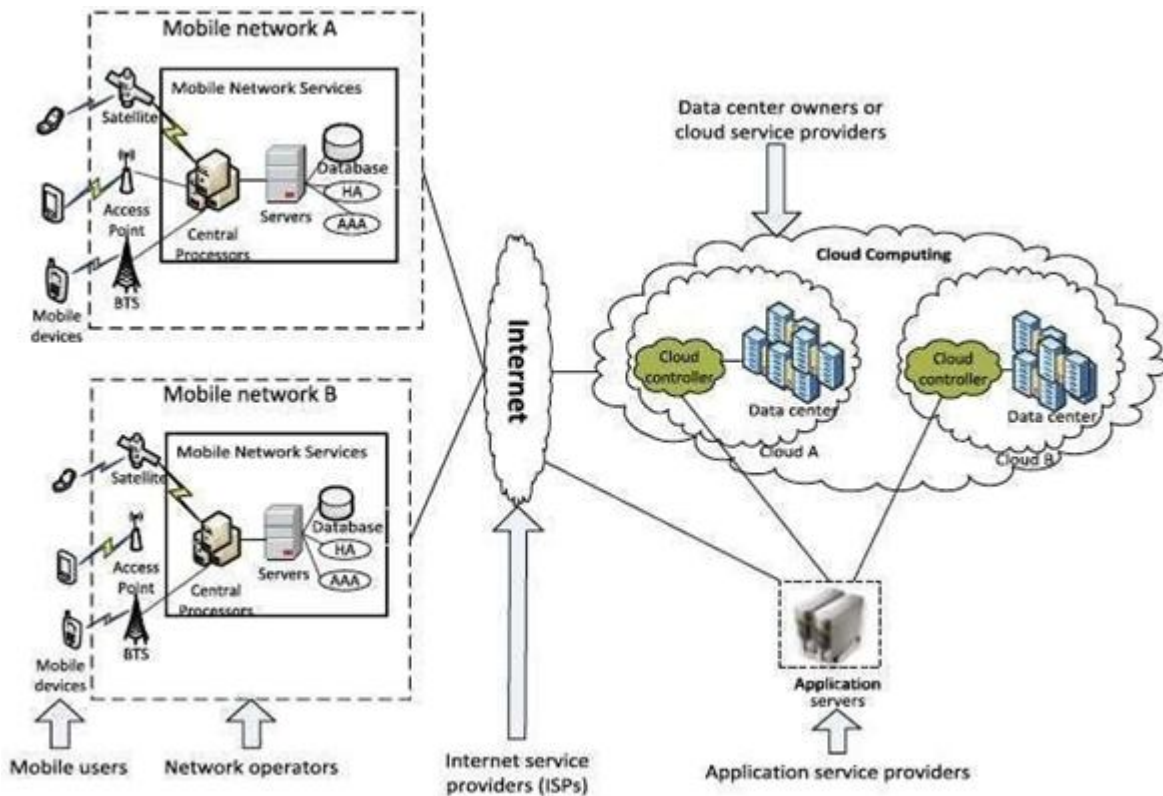 Mobile network A
Mobile Network Services
Satellite
Database
HA
AAA
Access
Point
Servers
Central
Processors
BTS
Mobile
devices
Mobile network B
Mobile Network Services
Satellite
Database
HA
AAA
Access
Point
Servers
Central
Processors
BTS
Mobile
devices
Mobile users
Network operators
Internet
Internet service
providers (ISPs)
Data center owners or
cloud service providers
Cloud Computing
Cloud
controller
Data center
Cloud A
Cloud
controller
Data center
Cloud B
Application
servers
Application service providers